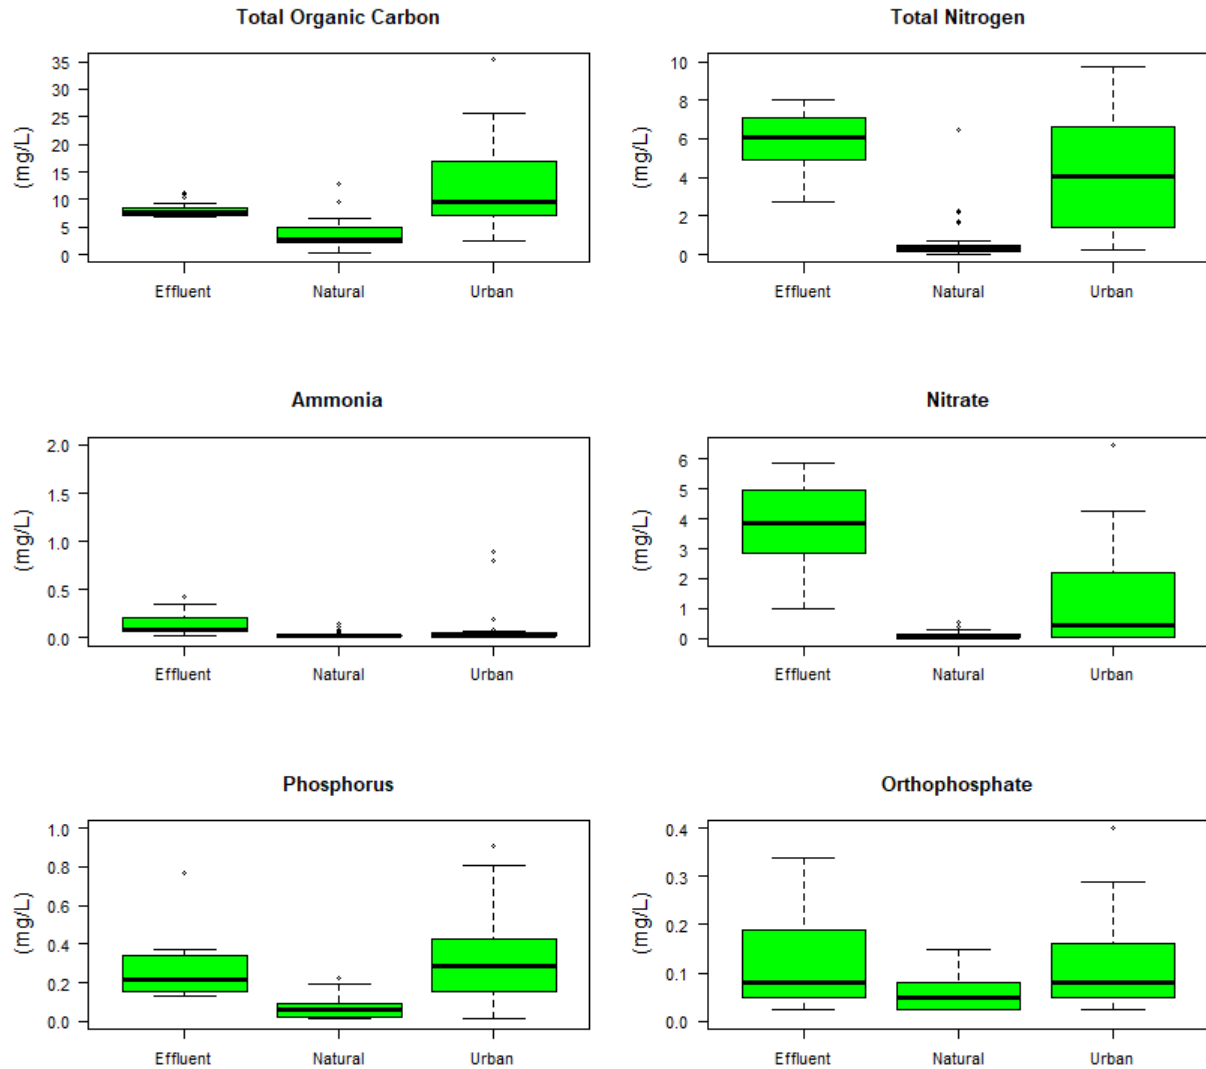 Total Organic Carbon
(mg/L)
35
30
25
20
15
10
5
0
Effluent Natural Urban
Total Nitrogen
(mg/L)
10
8
6
4
2
0
Effluent Natural Urban
Ammonia
(mg/L)
2.0
1.5
1.0
0.5
0.0
Effluent Natural Urban
Nitrate
(mg/L)
6
5
4
3
2
1
0
Effluent Natural Urban
Phosphorus
(mg/L)
1.0
0.8
0.6
0.4
0.2
0.0
Effluent Natural Urban
Orthophosphate
(mg/L)
0.4
0.3
0.2
0.1
0.0
Effluent Natural Urban